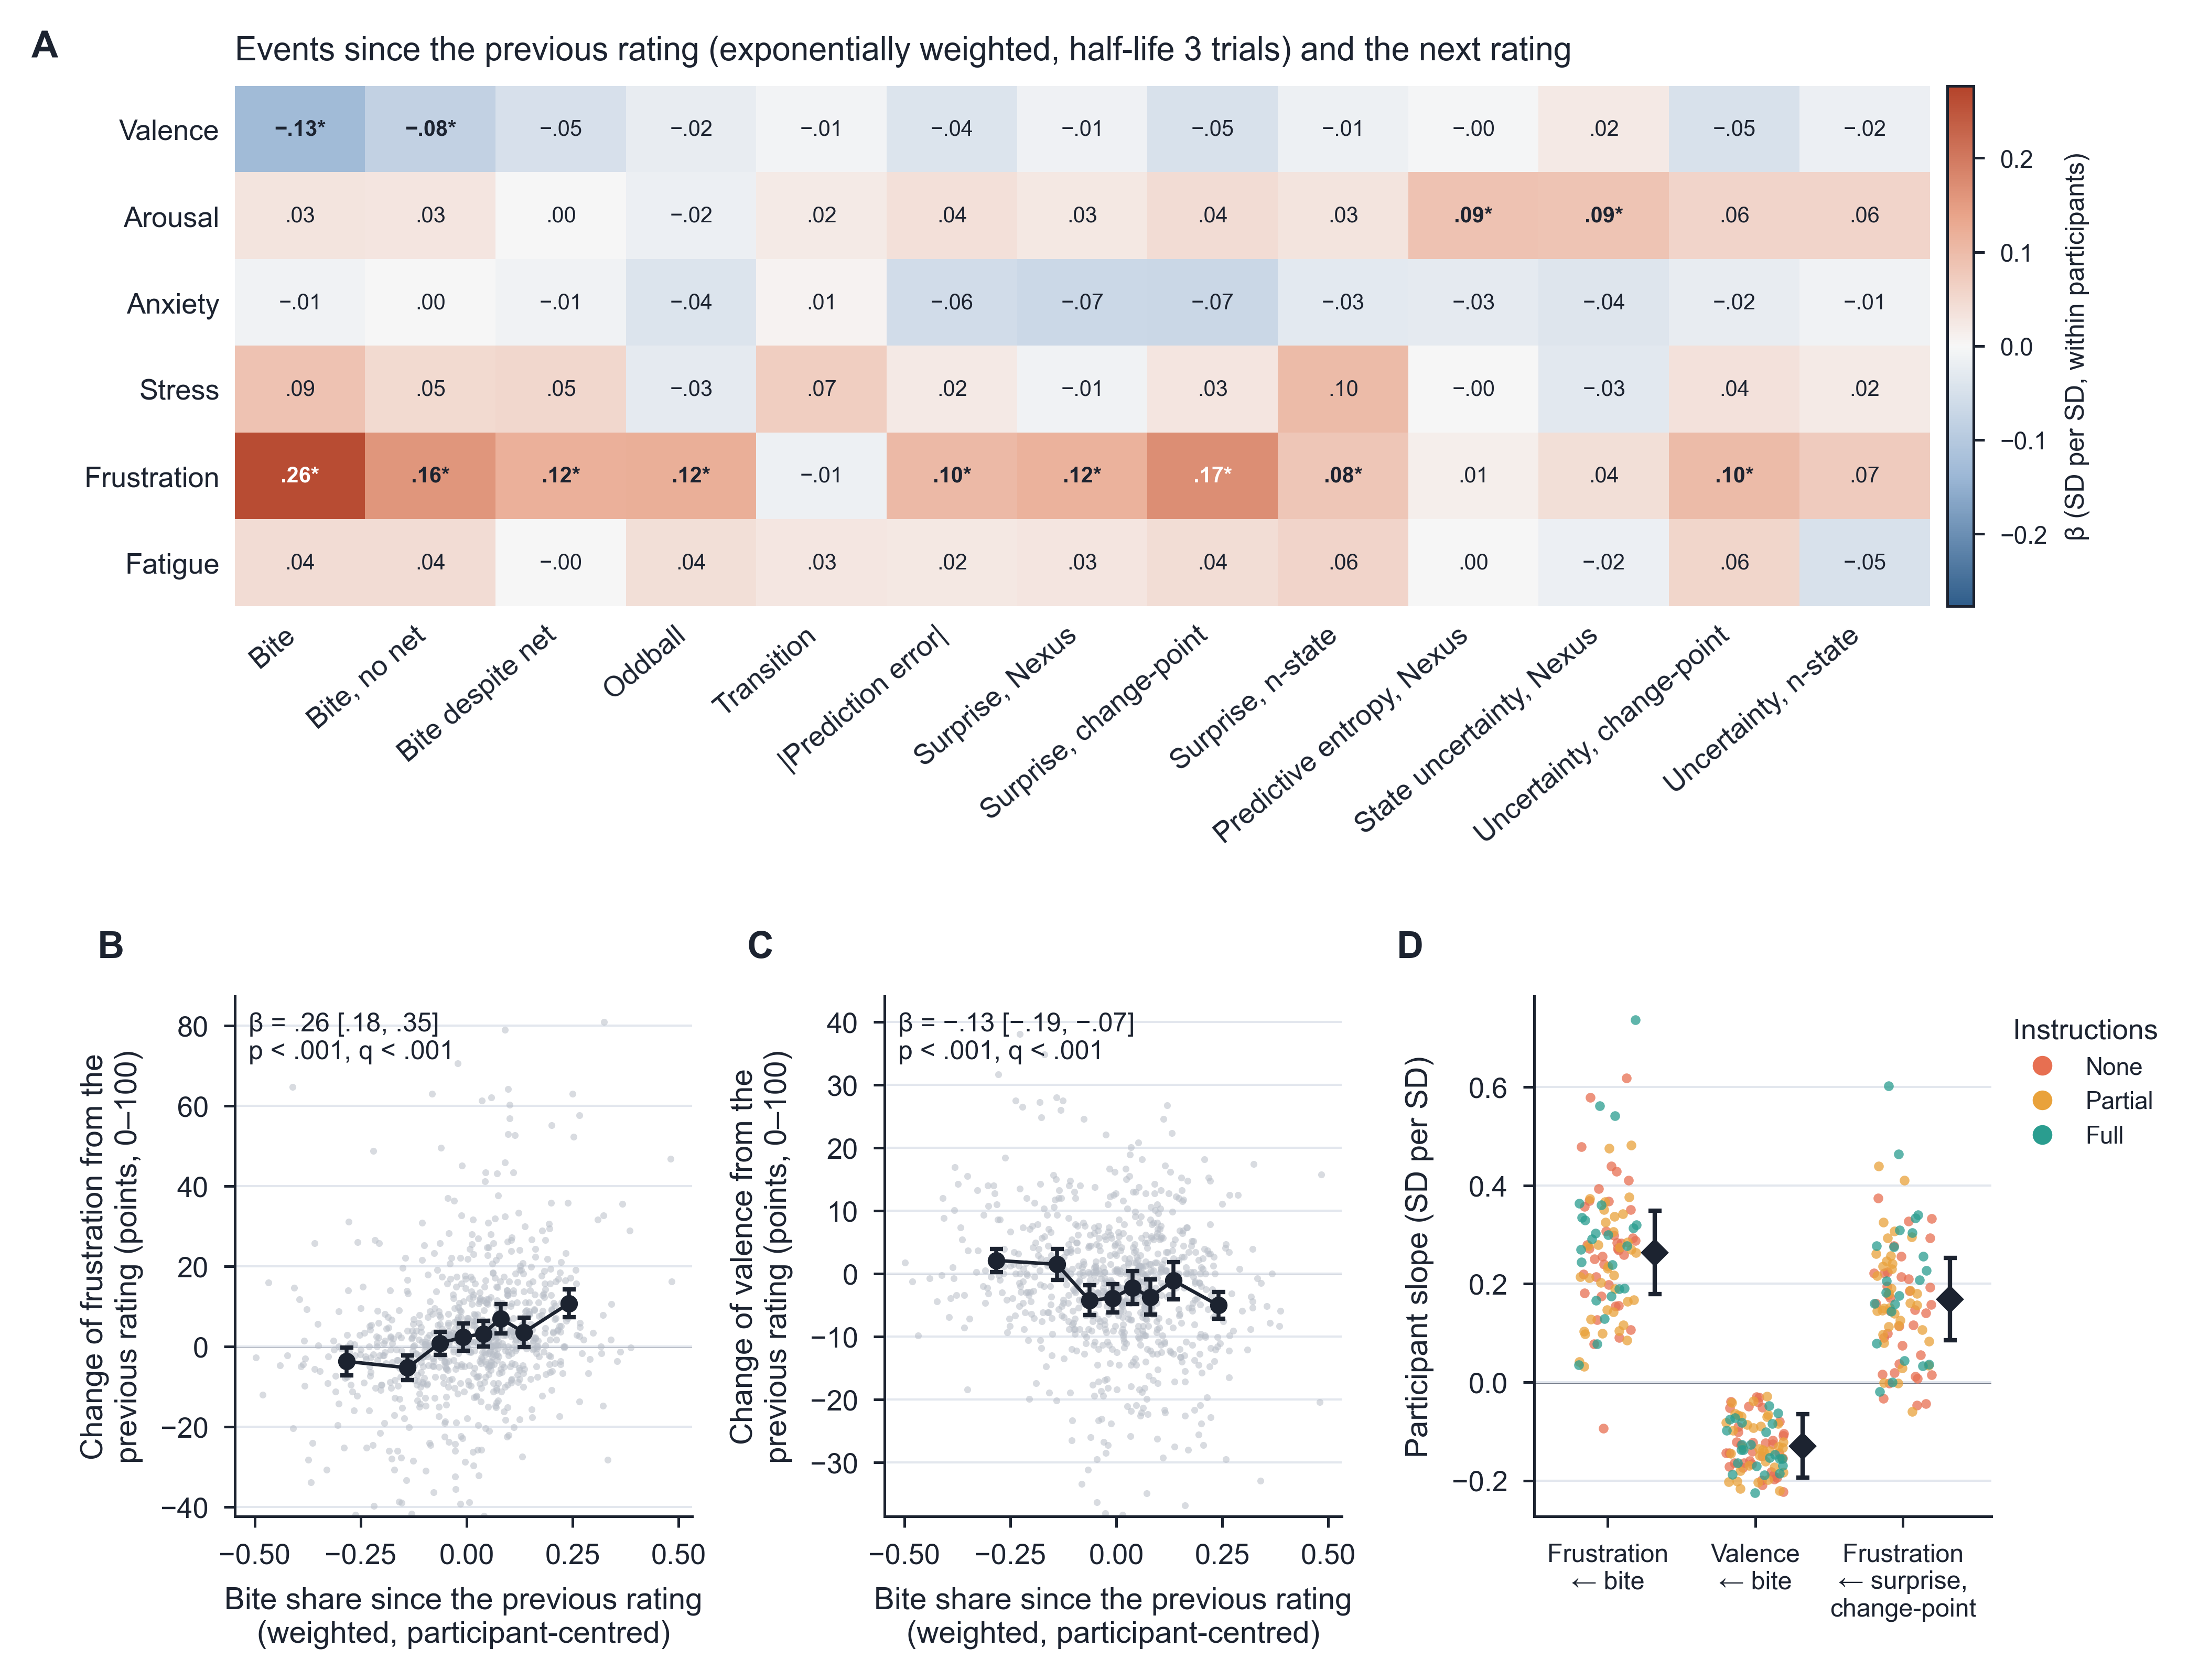 A
Events since the previous rating (exponentially weighted, half-life 3 trials) and the next rating
Valence −.13* −.08* −.05 −.02 −.01 −.04 −.01 −.05 −.01 −.00 .02 −.05 −.02
Arousal .03 .03 .00 −.02 .02 .04 .03 .04 .03 .09* .09* .06 .06
Anxiety −.01 .00 −.01 −.04 .01 −.06 −.07 −.07 −.03 −.03 −.04 −.02 −.01
Stress .09 .05 .05 −.03 .07 .02 −.01 .03 .10 −.00 −.03 .04 .02
Frustration .26* .16* .12* .12* −.01 .10* .12* .17* .08* .01 .04 .10* .07
Fatigue .04 .04 −.00 .04 .03 .02 .03 .04 .06 .00 −.02 .06 −.05
Bite
Bite, no net
Bite despite net
Oddball
Transition
|Prediction error|
Surprise, Nexus
Surprise, change-point
Surprise, n-state
Predictive entropy, Nexus
State uncertainty, Nexus
Uncertainty, change-point
Uncertainty, n-state
0.2
0.1
0.0
−0.1
−0.2
β (SD per SD, within participants)
B
β = .26 [.18, .35]
p < .001, q < .001
Change of frustration from the
previous rating (points, 0–100)
80
60
40
20
0
−20
−40
−0.50 −0.25 0.00 0.25 0.50
Bite share since the previous rating
(weighted, participant-centred)
C
β = −.13 [−.19, −.07]
p < .001, q < .001
Change of valence from the
previous rating (points, 0–100)
40
30
20
10
0
−10
−20
−30
−0.50 −0.25 0.00 0.25 0.50
Bite share since the previous rating
(weighted, participant-centred)
D
Participant slope (SD per SD)
0.6
0.4
0.2
0.0
−0.2
Frustration
← bite
Valence
← bite
Frustration
← surprise,
change-point
Instructions
None
Partial
Full